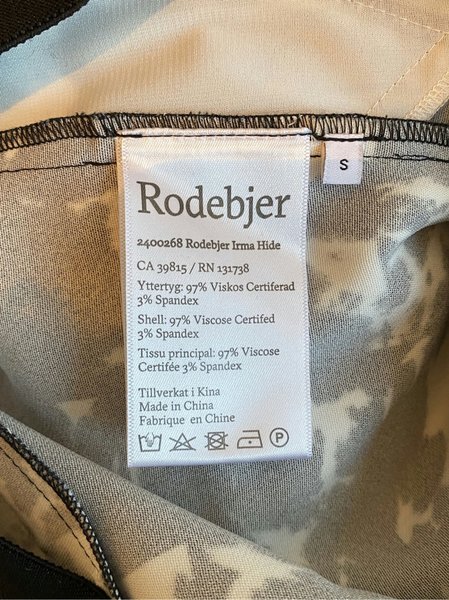 Rodebjer
S
2400268 Rodebjer Irma Hide
CA 39815 / RN 131738
Yttertyg: 97% Viskos Certiferad
3% Spandex
Shell: 97% Viscose Certifed
3% Spandex
Tissu principal: 97% Viscose
Certifée 3% Spandex
Tillverkat i Kina
Made in China
Fabrique en Chine
P